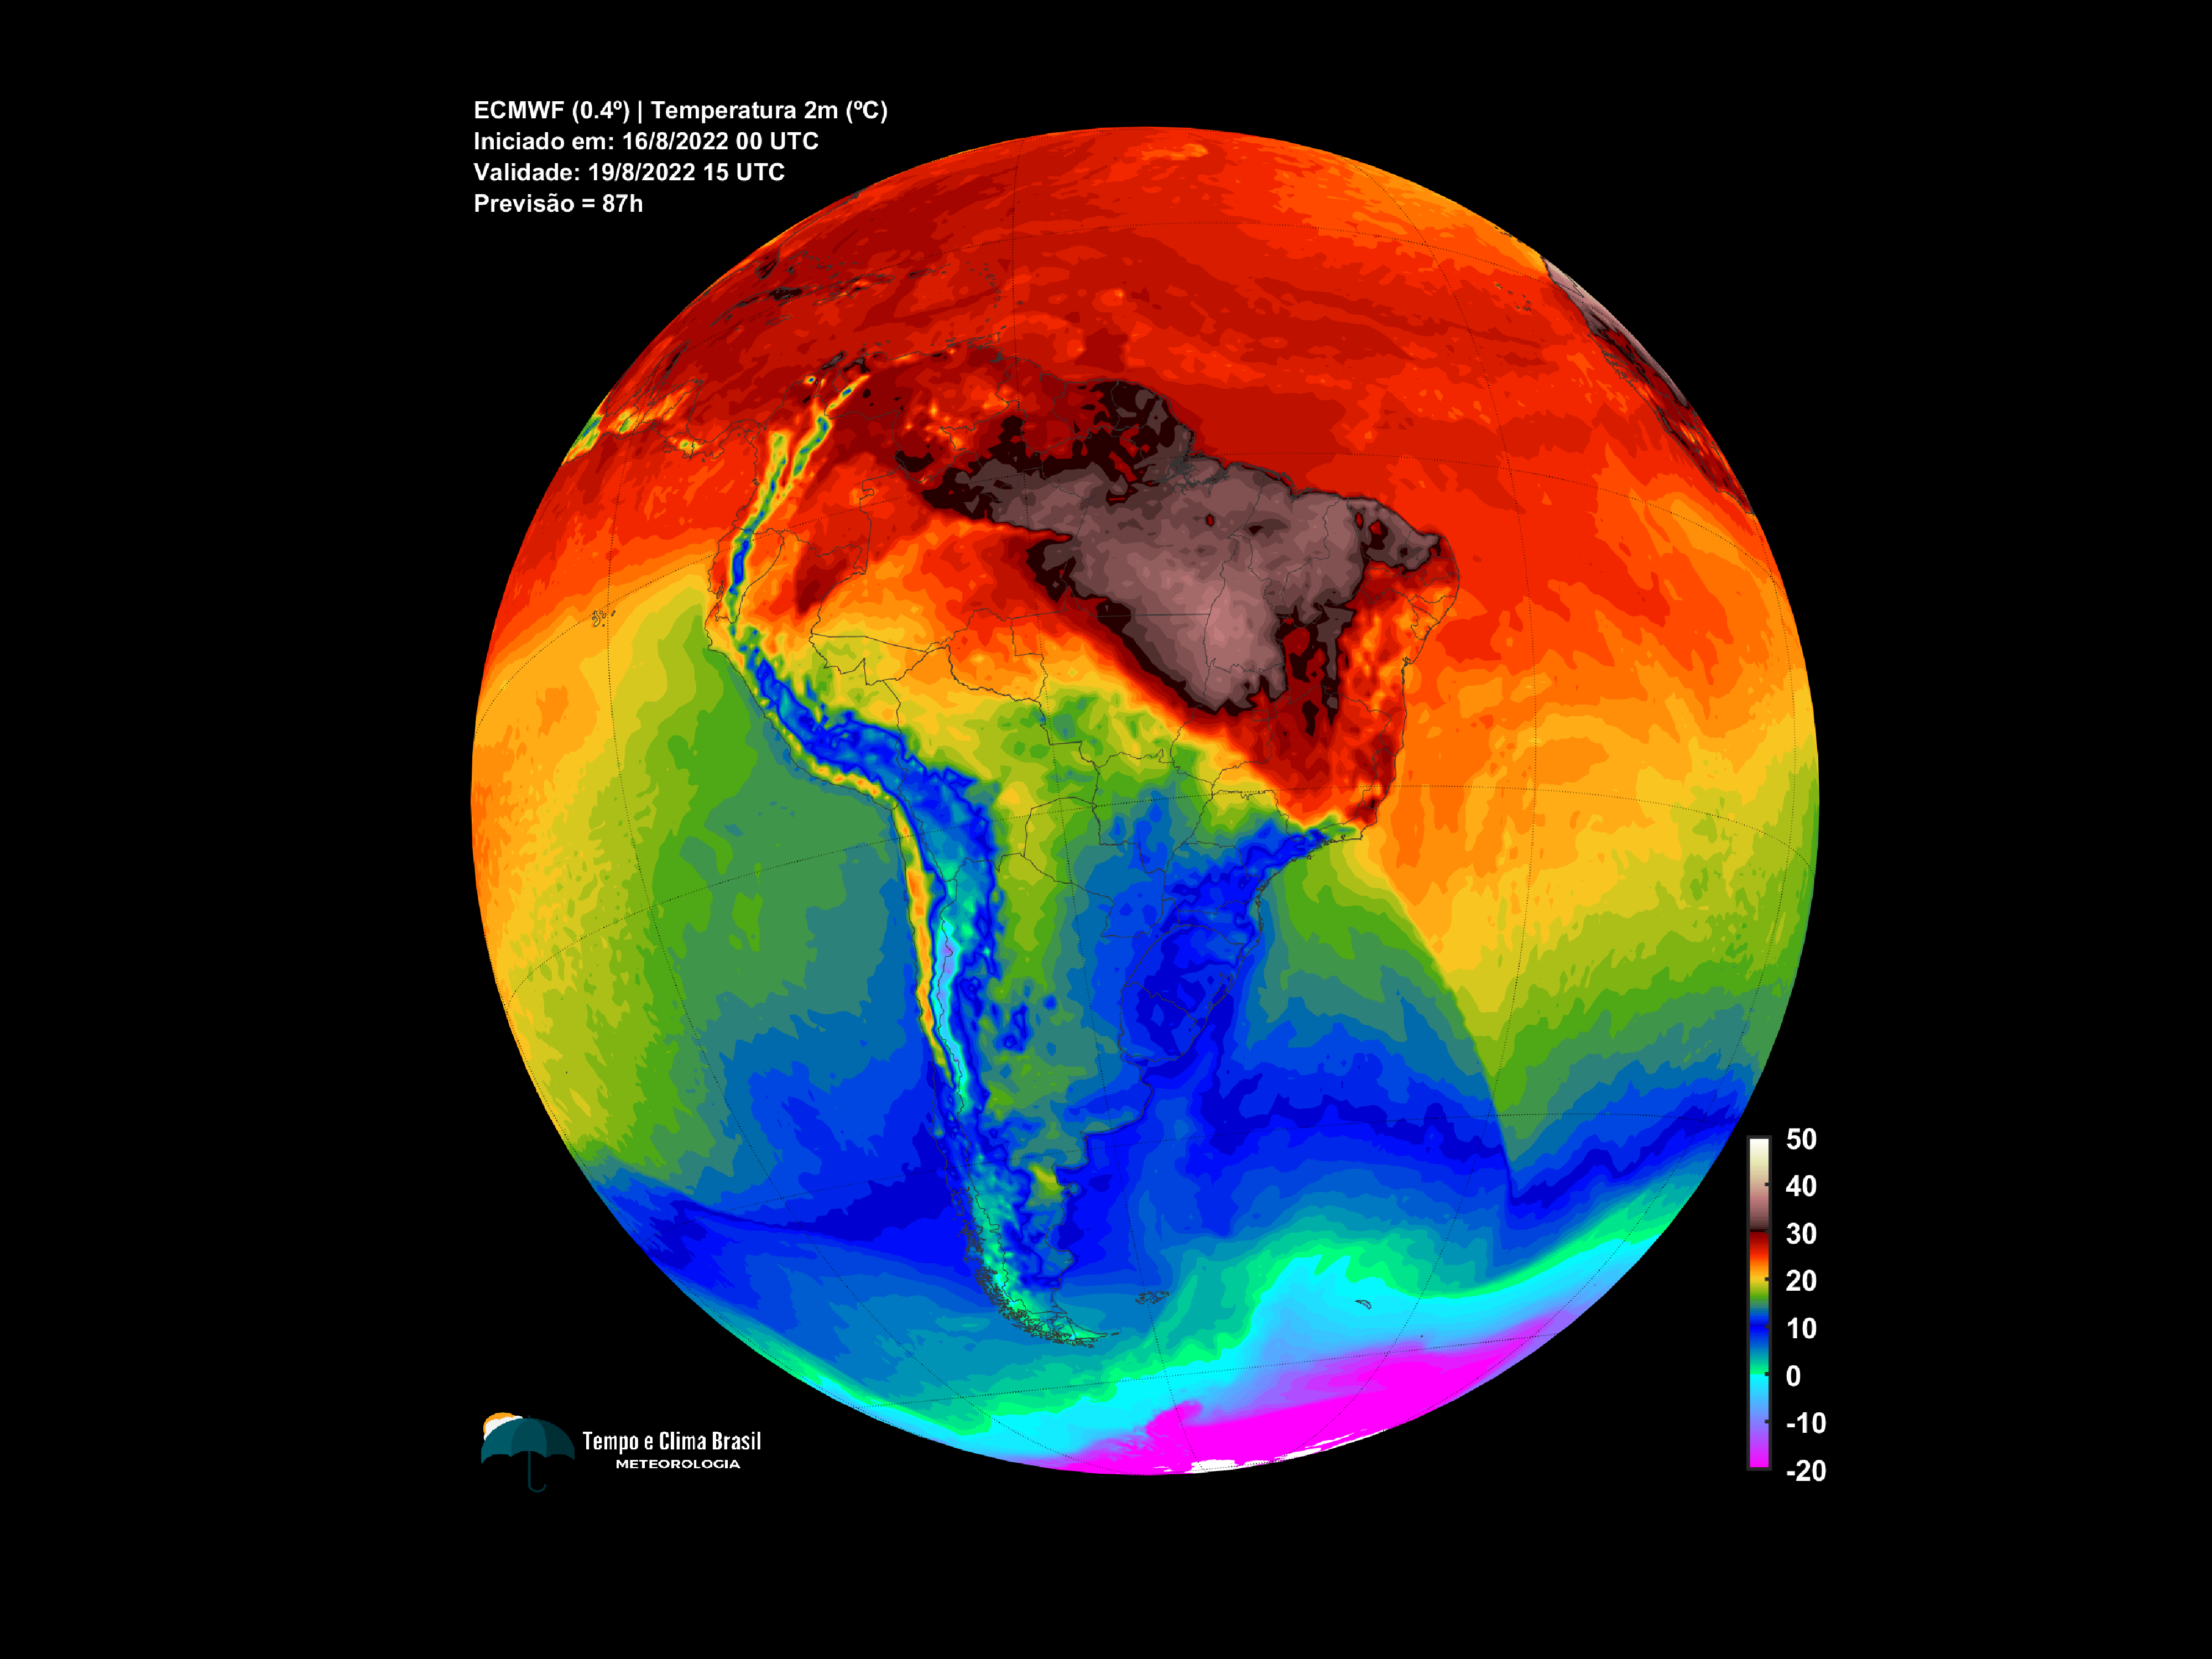 ECMWF (0.4º) | Temperatura 2m (ºC)
Iniciado em: 16/8/2022 00 UTC
Validade: 19/8/2022 15 UTC
Previsão = 87h
50
40
30
20
10
0
-10
-20
Tempo e Clima Brasil
METEOROLOGIA